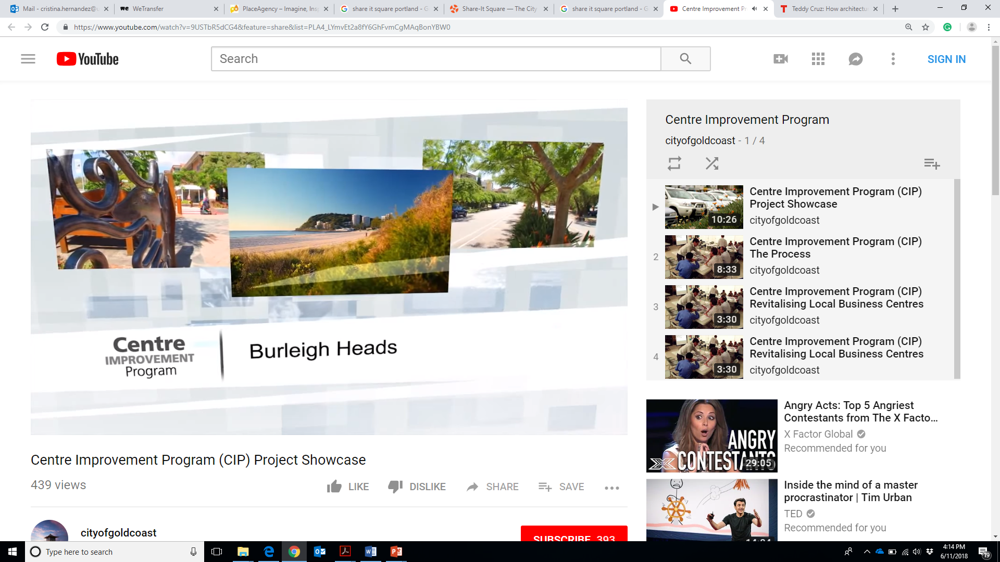 Mail - cristina.hernandez@
WeTransfer
PlaceAgency – Imagine, Ins
share it square portland - G
Share-It Square — The City
share it square portland - G
Centre Improvement Pr
Teddy Cruz: How architectu
https://www.youtube.com/watch?v=9USTbR5dCG4&feature=share&list=PLA4_LYmvEt2a8fY6GhFvmCgMAqBonYBW0
YouTube
Search
SIGN IN
Centre
IMPROVEMENT
Program
Burleigh Heads
Centre Improvement Program (CIP) Project Showcase
439 views
LIKE
DISLIKE
SHARE
SAVE
cityofgoldcoast
SUBSCRIBE 393
Centre Improvement Program
cityofgoldcoast - 1 / 4
Centre Improvement Program (CIP)
Project Showcase
cityofgoldcoast
10:26
2
Centre Improvement Program (CIP)
The Process
cityofgoldcoast
8:33
3
Centre Improvement Program (CIP)
Revitalising Local Business Centres
cityofgoldcoast
3:30
4
Centre Improvement Program (CIP)
Revitalising Local Business Centres
cityofgoldcoast
3:30
ANGRY
CONTESTANTS
29:05
Angry Acts: Top 5 Angriest
Contestants from The X Facto...
X Factor Global
Recommended for you
Inside the mind of a master
procrastinator | Tim Urban
TED
Recommended for you
Type here to search
4:14 PM
6/11/2018
19